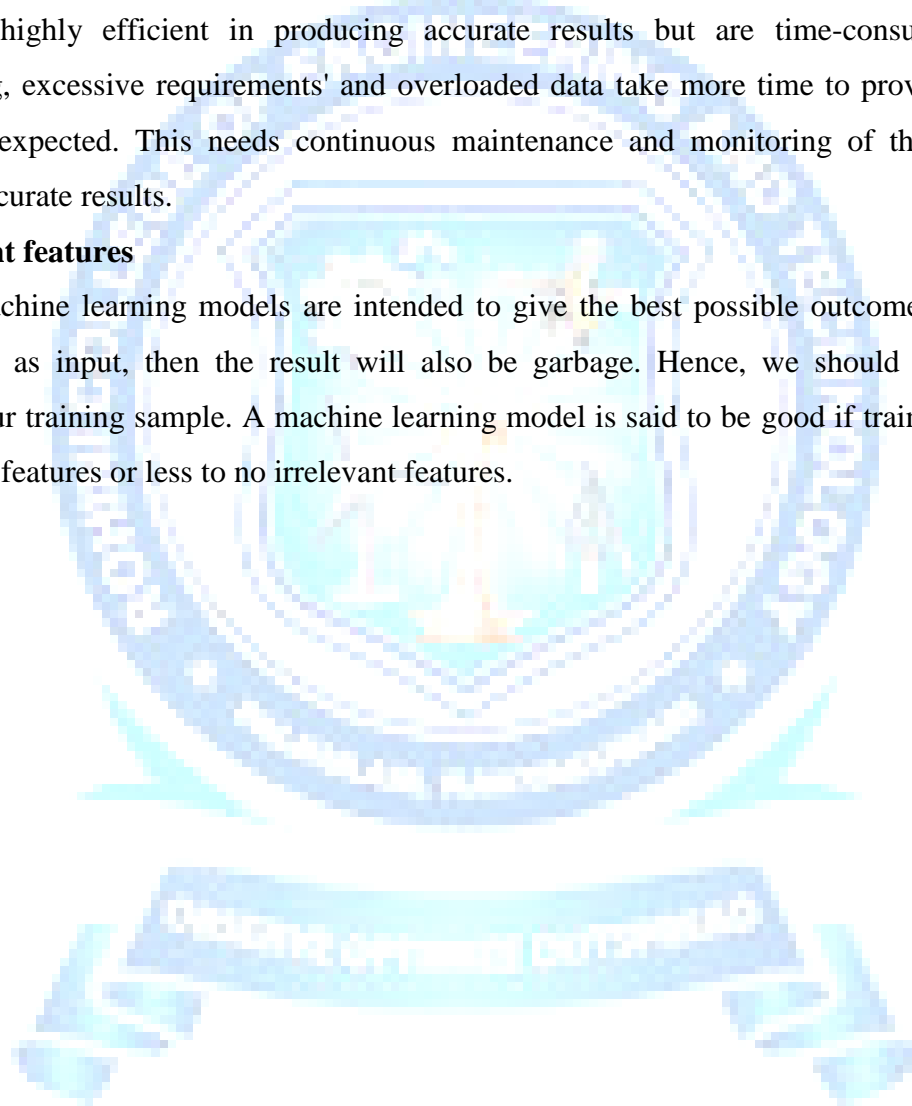 highly efficient in producing accurate results but are time-consu
, excessive requirements' and overloaded data take more time to prov
expected. This needs continuous maintenance and monitoring of th
curate results.
nt features
chine learning models are intended to give the best possible outcome
as input, then the result will also be garbage. Hence, we should
ur training sample. A machine learning model is said to be good if train
features or less to no irrelevant features.